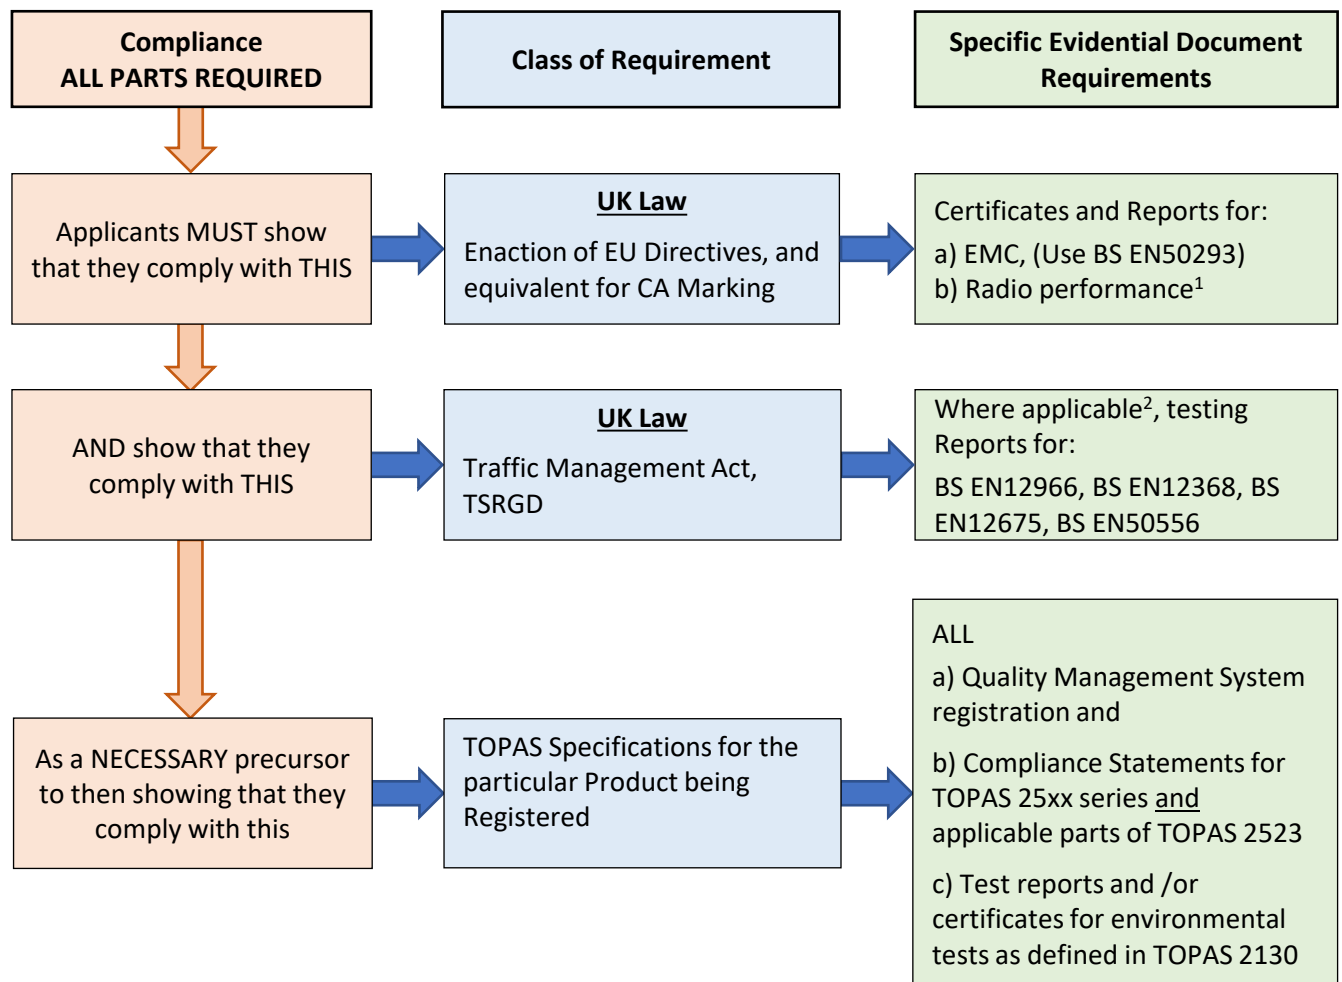 Compliance
ALL PARTS REQUIRED
Class of Requirement
Specific Evidential Document
Requirements
Applicants MUST show
that they comply with THIS
UK Law
Enaction of EU Directives, and
equivalent for CA Marking
Certificates and Reports for:
a) EMC, (Use BS EN50293)
b) Radio performance¹
AND show that they
comply with THIS
UK Law
Traffic Management Act,
TSRGD
Where applicable², testing
Reports for:
BS EN12966, BS EN12368, BS
EN12675, BS EN50556
As a NECESSARY precursor
to then showing that they
comply with this
TOPAS Specifications for the
particular Product being
Registered
ALL
a) Quality Management System
registration and
b) Compliance Statements for
TOPAS 25xx series and
applicable parts of TOPAS 2523
c) Test reports and /or
certificates for environmental
tests as defined in TOPAS 2130